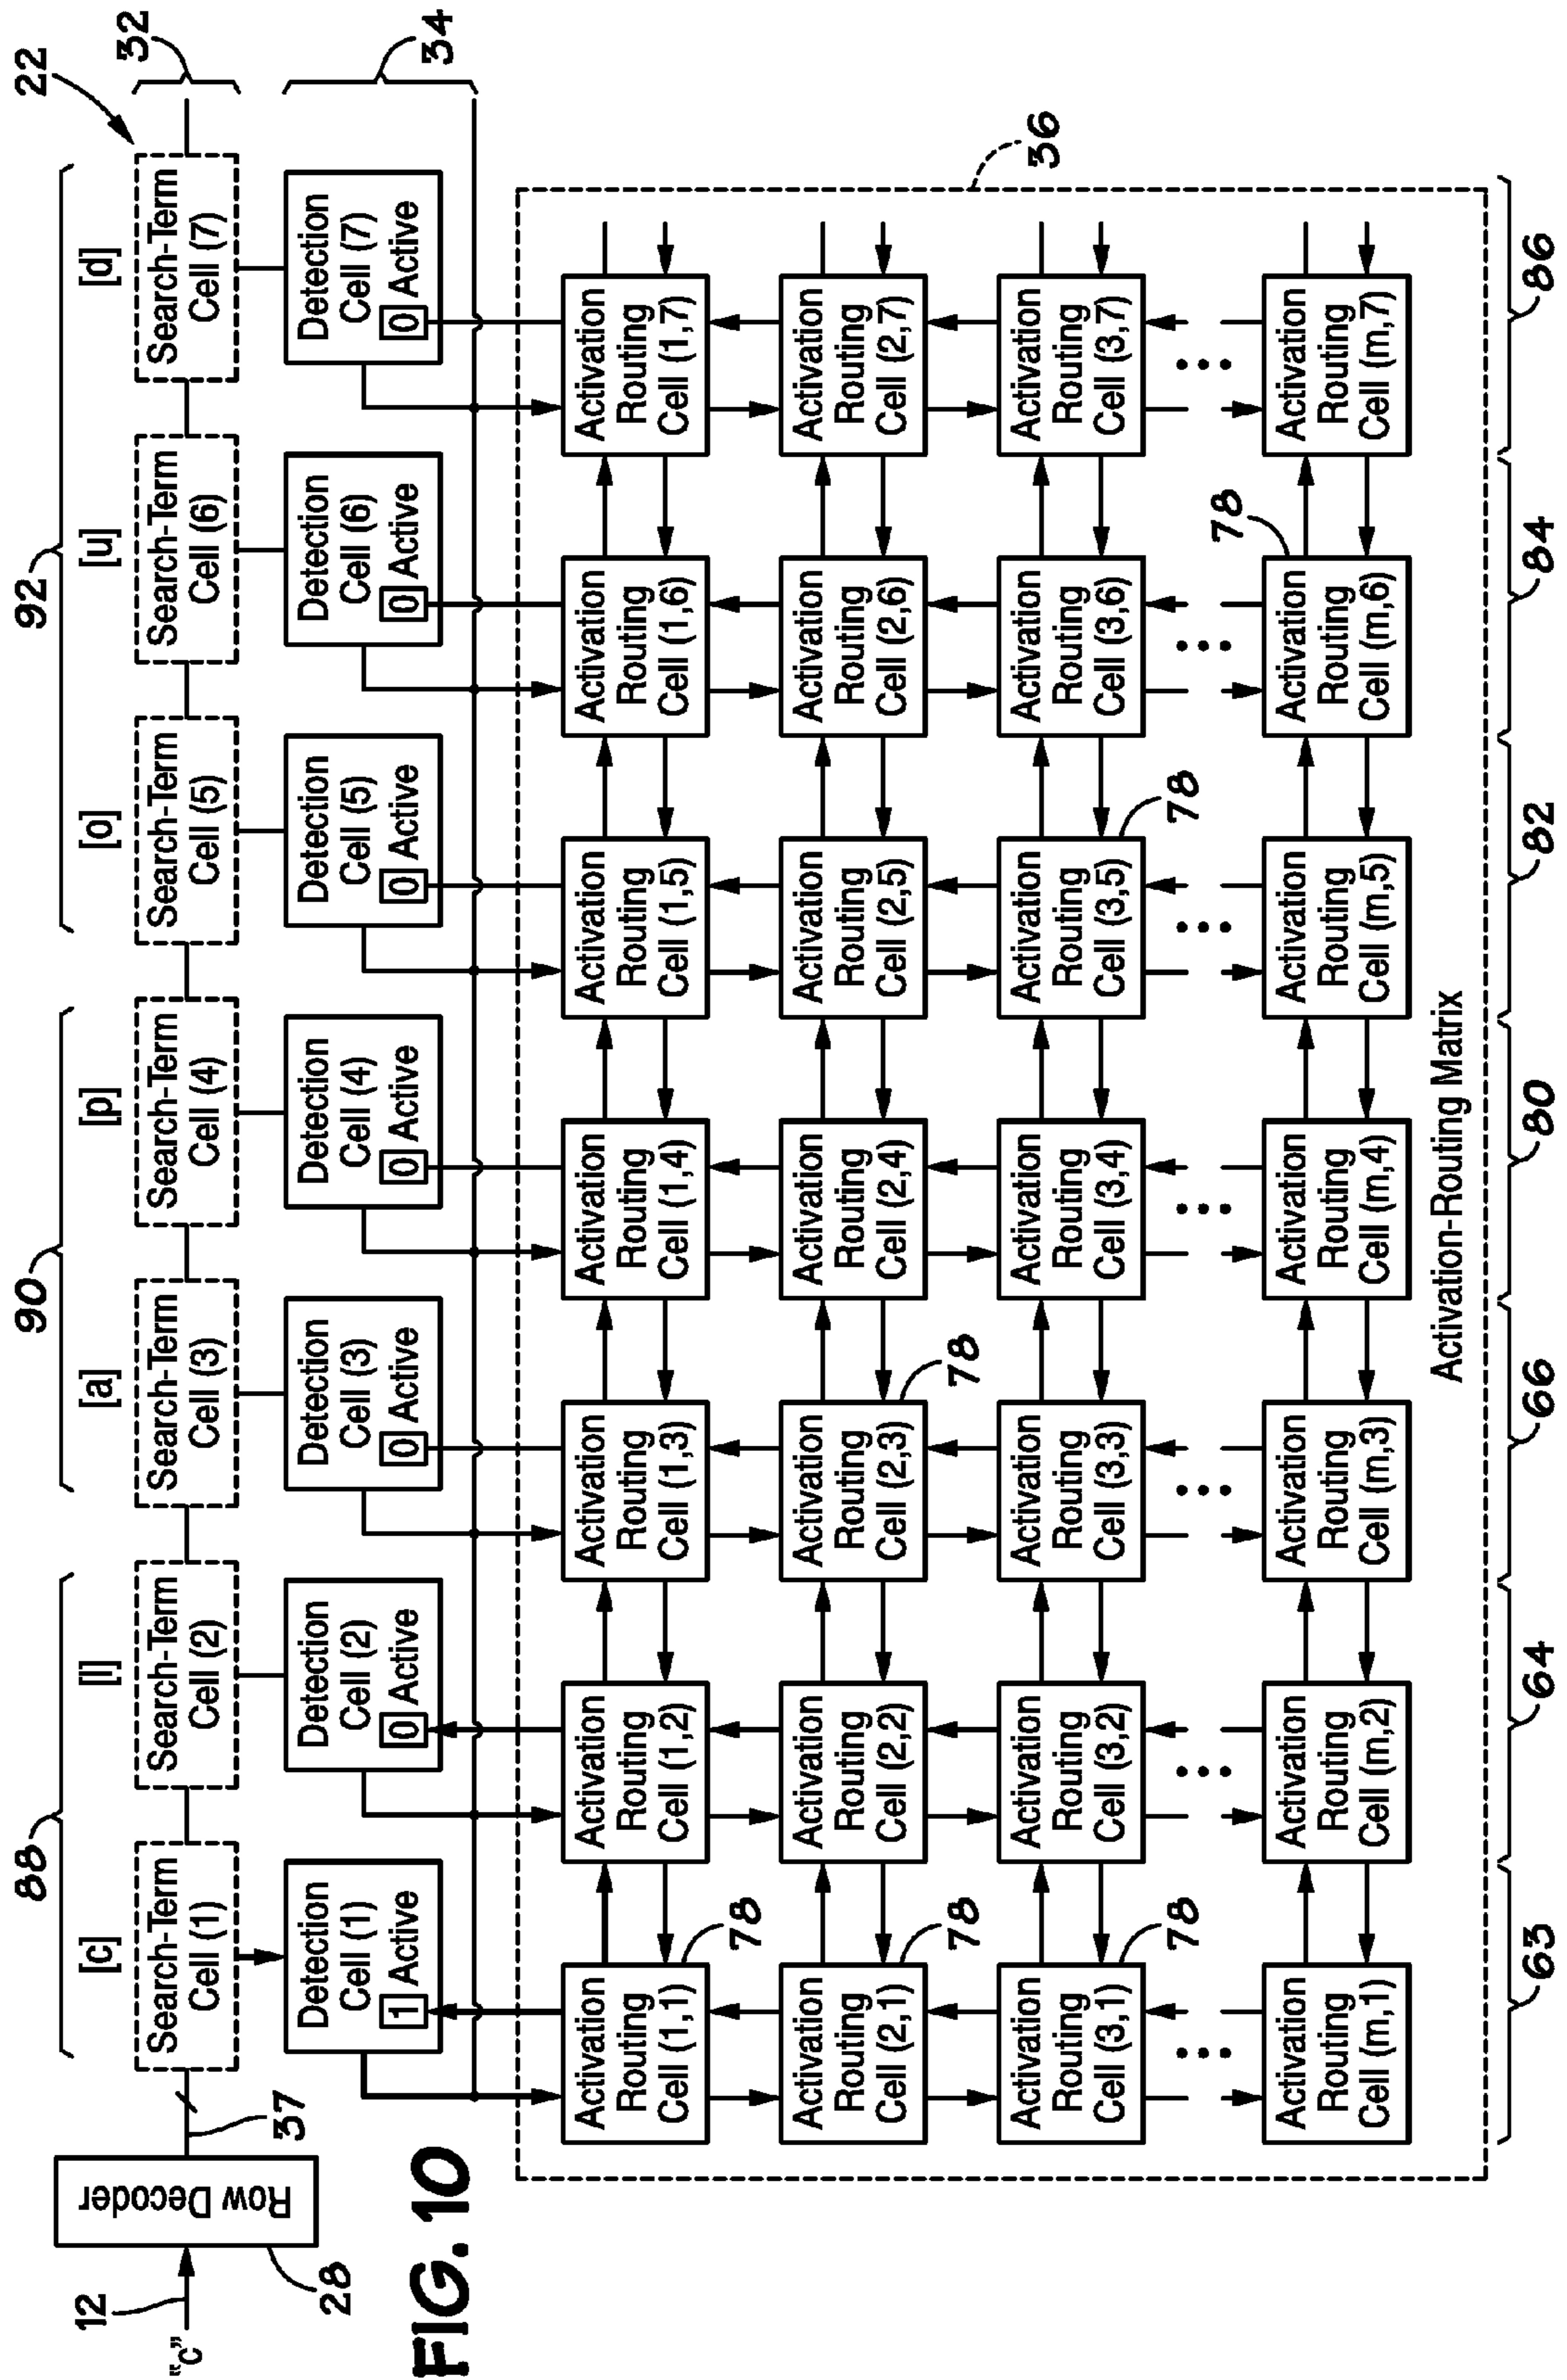 FIG. 10
"c"
12
Row Decoder
28
37
88
90
92
22
[c]
[l]
[a]
[p]
[o]
[u]
[d]
Search-Term
Cell (1)
Search-Term
Cell (2)
Search-Term
Cell (3)
Search-Term
Cell (4)
Search-Term
Cell (5)
Search-Term
Cell (6)
Search-Term
Cell (7)
32
Detection
Cell (1)
1 Active
Detection
Cell (2)
0 Active
Detection
Cell (3)
0 Active
Detection
Cell (4)
0 Active
Detection
Cell (5)
0 Active
Detection
Cell (6)
0 Active
Detection
Cell (7)
0 Active
34
36
Activation
Routing
Cell (1,1)
78
Activation
Routing
Cell (1,2)
Activation
Routing
Cell (1,3)
Activation
Routing
Cell (1,4)
Activation
Routing
Cell (1,5)
Activation
Routing
Cell (1,6)
Activation
Routing
Cell (1,7)
Activation
Routing
Cell (2,1)
78
Activation
Routing
Cell (2,2)
Activation
Routing
Cell (2,3)
78
Activation
Routing
Cell (2,4)
Activation
Routing
Cell (2,5)
Activation
Routing
Cell (2,6)
Activation
Routing
Cell (2,7)
Activation
Routing
Cell (3,1)
78
Activation
Routing
Cell (3,2)
Activation
Routing
Cell (3,3)
Activation
Routing
Cell (3,4)
Activation
Routing
Cell (3,5)
78
Activation
Routing
Cell (3,6)
Activation
Routing
Cell (3,7)
Activation
Routing
Cell (m,1)
Activation
Routing
Cell (m,2)
Activation
Routing
Cell (m,3)
Activation
Routing
Cell (m,4)
Activation
Routing
Cell (m,5)
Activation
Routing
Cell (m,6)
78
Activation
Routing
Cell (m,7)
Activation-Routing Matrix
63
64
66
80
82
84
86